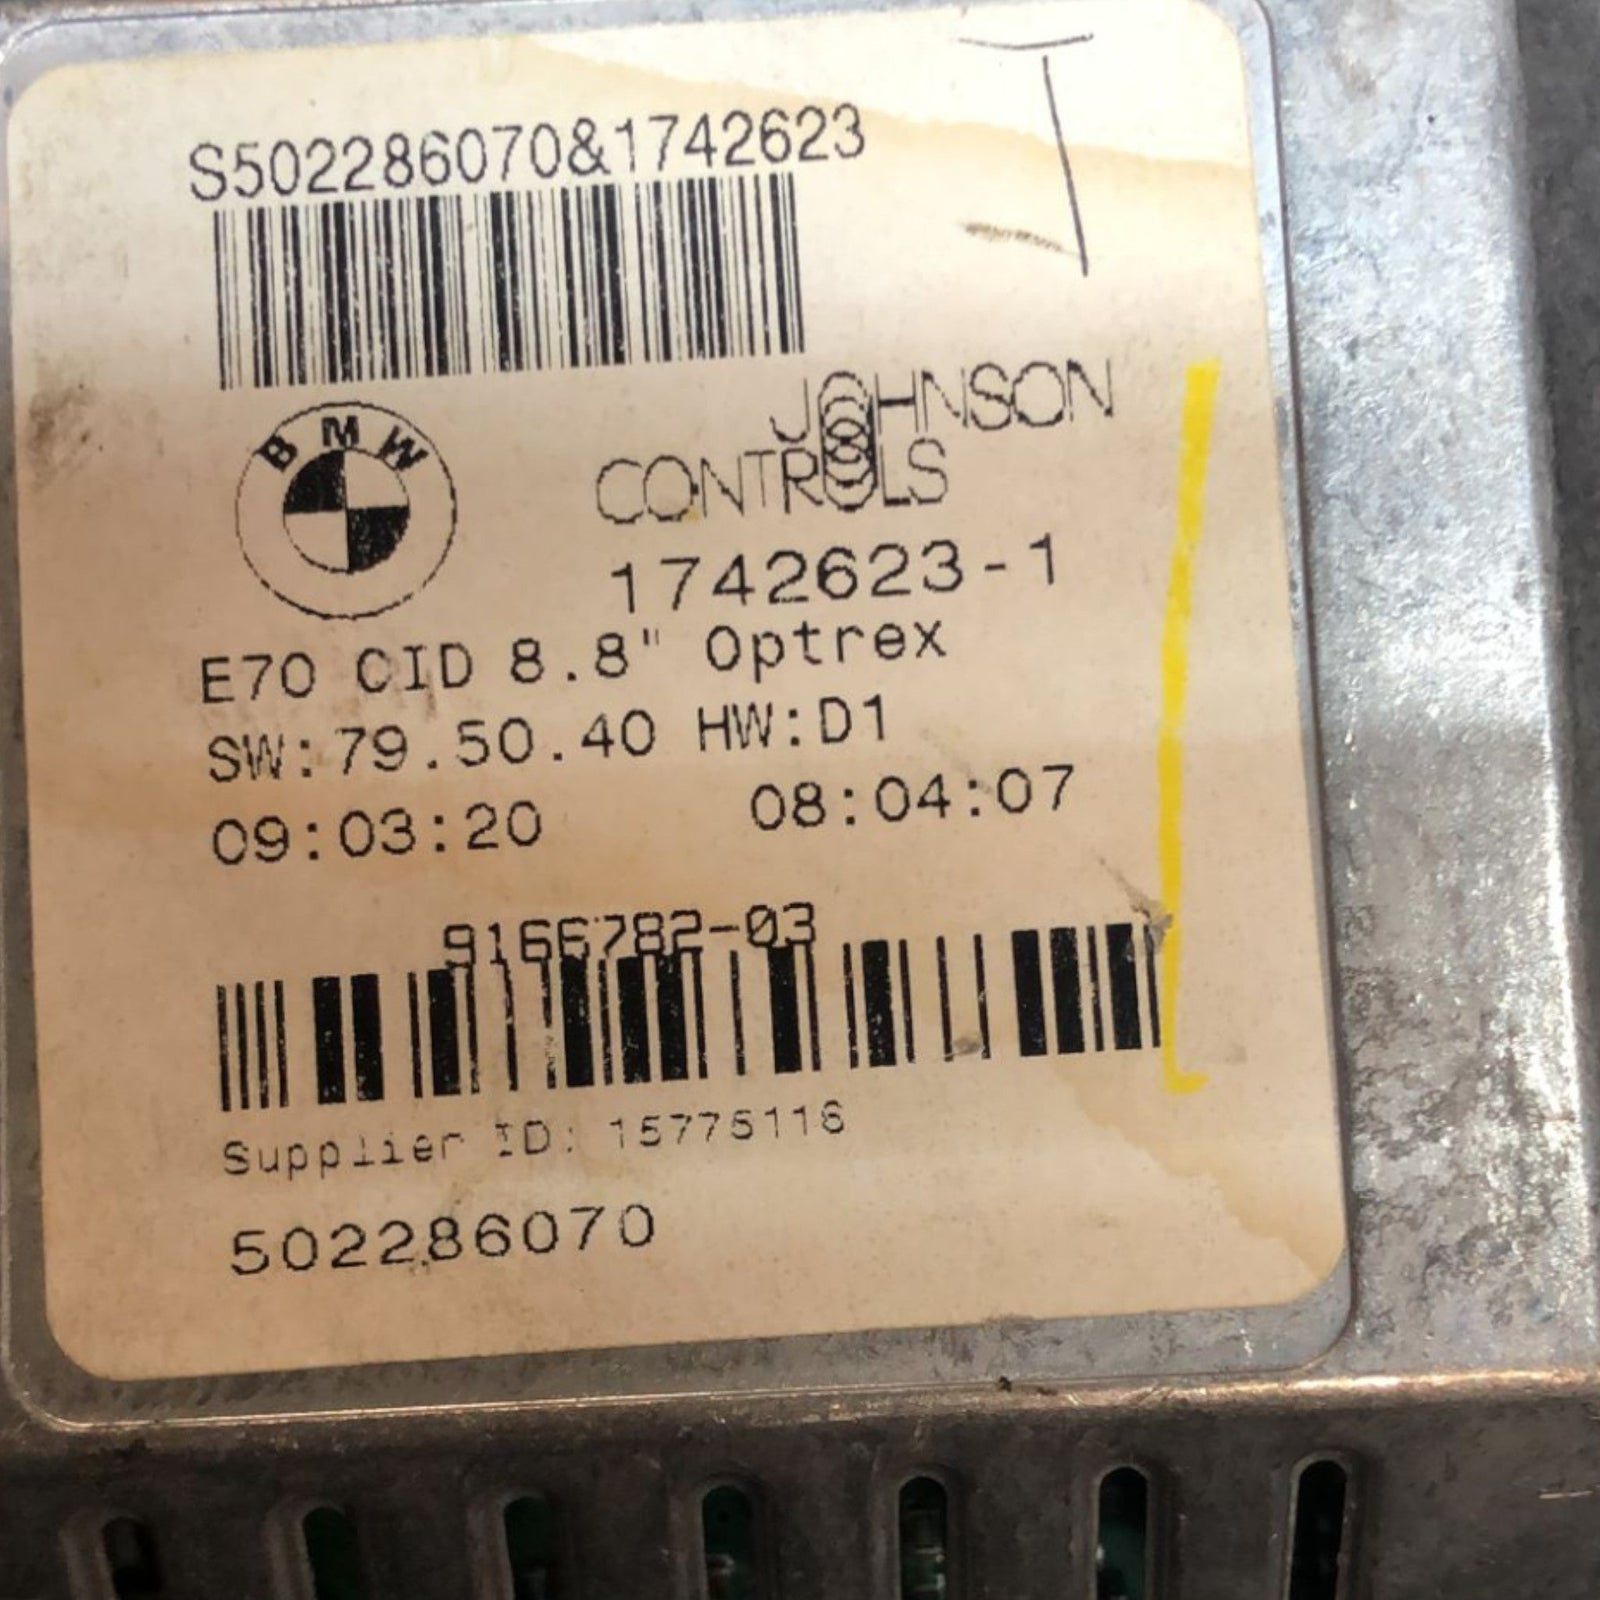 S502286070&1742623
BMW
JOHNSON
CONTROLS
1742623-1
E70 CID 8.8" Optrex
SW:79.50.40 HW:D1
09:03:20 08:04:07
9166782-03
Supplier ID: 15775116
502286070